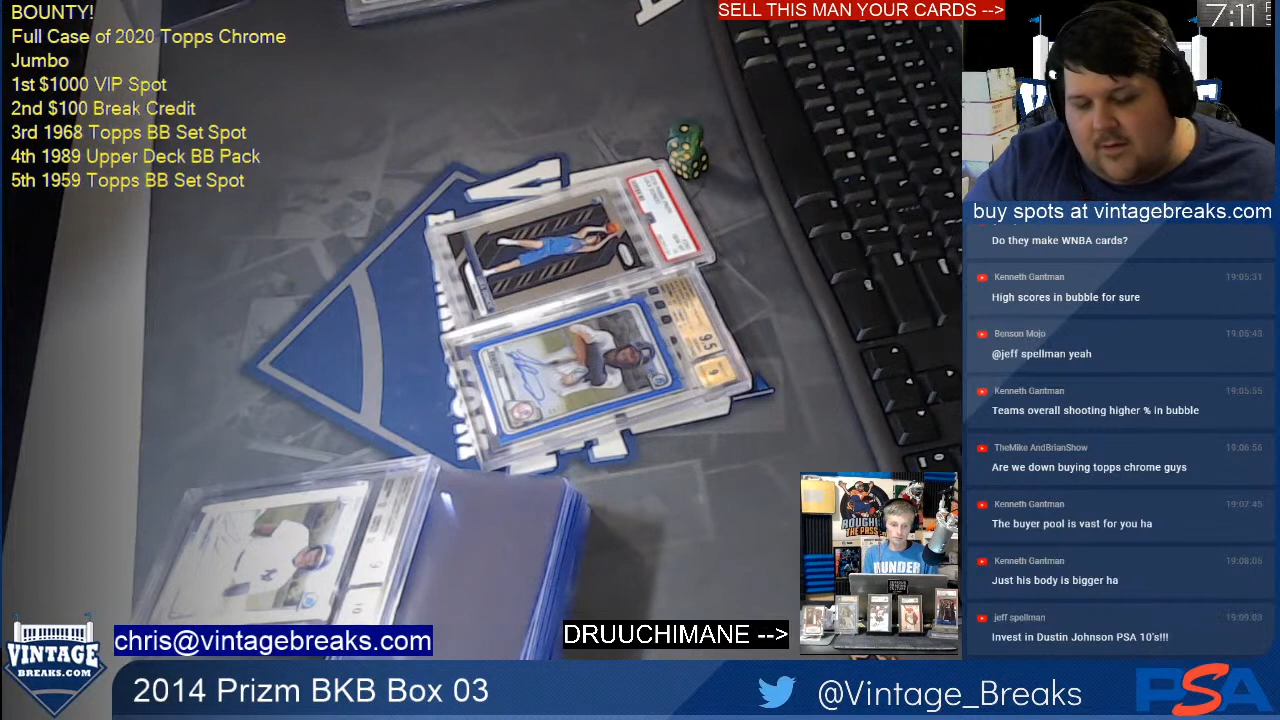 BOUNTY!
Full Case of 2020 Topps Chrome
Jumbo
1st $1000 VIP Spot
2nd $100 Break Credit
3rd 1968 Topps BB Set Spot
4th 1989 Upper Deck BB Pack
5th 1959 Topps BB Set Spot
SELL THIS MAN YOUR CARDS -->
7:11
buy spots at vintagebreaks.com
Do they make WNBA cards?
Kenneth Gantman 19:05:31
High scores in bubble for sure
Benson Mojo 19:05:43
@jeff spellman yeah
Kenneth Gantman 19:05:55
Teams overall shooting higher % in bubble
TheMike AndBrianShow 19:06:56
Are we down buying topps chrome guys
Kenneth Gantman 19:07:45
The buyer pool is vast for you ha
Kenneth Gantman 19:08:06
Just his body is bigger ha
jeff spellman 19:09:03
Invest in Dustin Johnson PSA 10's!!!
9.5
9
ROUGHING
THE PASS
THUNDER
DRUUCHIMANE -->
chris@vintagebreaks.com
VINTAGE
BREAKS.COM
2014 Prizm BKB Box 03
@Vintage_Breaks
PSA